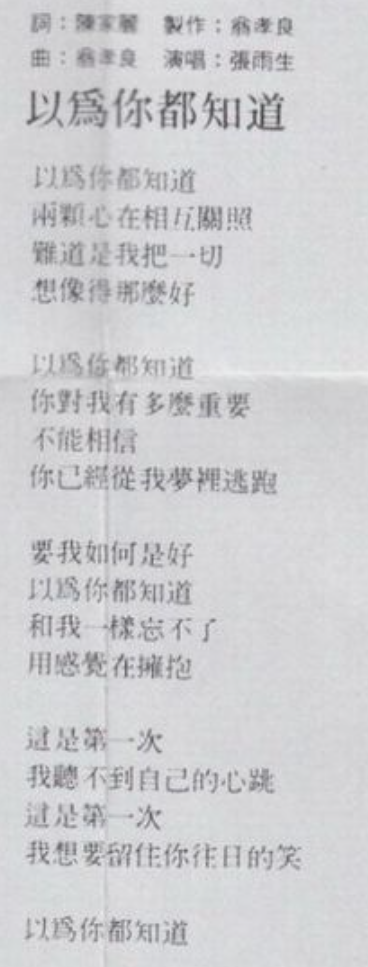 詞：陳家麗　製作：翁孝良
曲：翁孝良　演唱：張雨生
以爲你都知道
以爲你都知道
兩顆心在相互關照
難道是我把一切
想像得那麼好
以爲你都知道
你對我有多麼重要
不能相信
你已經從我夢裡逃跑
要我如何是好
以爲你都知道
和我一樣忘不了
用感覺在擁抱
這是第一次
我聽不到自己的心跳
這是第一次
我想要留住你往日的笑
以爲你都知道